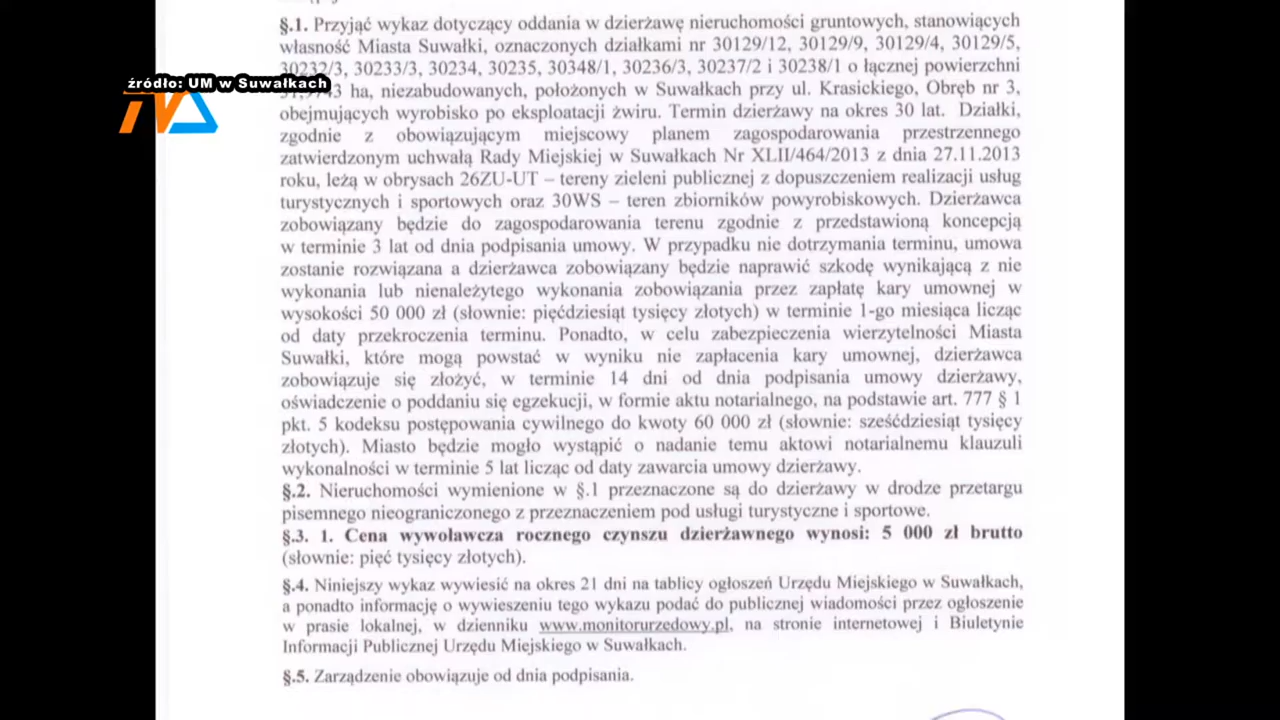 §.1. Przyjąć wykaz dotyczący oddania w dzierżawę nieruchomości gruntowych, stanowiących
własność Miasta Suwałki, oznaczonych działkami nr 30129/12, 30129/9, 30129/4, 30129/5,
30232/3, 30233/3, 30234, 30235, 30348/1, 30236/3, 30237/2 i 30238/1 o łącznej powierzchni
źródło: UM w Suwałkach
ha, niezabudowanych, położonych w Suwałkach przy ul. Krasickiego, Obręb nr 3,
obejmujących wyrobisko po eksploatacji żwiru. Termin dzierżawy na okres 30 lat. Działki,
zgodnie z obowiązującym miejscowy planem zagospodarowania przestrzennego
zatwierdzonym uchwałą Rady Miejskiej w Suwałkach Nr XLII/464/2013 z dnia 27.11.2013
roku, leżą w obrysach 26ZU-UT – tereny zieleni publicznej z dopuszczeniem realizacji usług
turystycznych i sportowych oraz 30WS – teren zbiorników powyrobiskowych. Dzierżawca
zobowiązany będzie do zagospodarowania terenu zgodnie z przedstawioną koncepcją
w terminie 3 lat od dnia podpisania umowy. W przypadku nie dotrzymania terminu, umowa
zostanie rozwiązana a dzierżawca zobowiązany będzie naprawić szkodę wynikającą z nie
wykonania lub nienależytego wykonania zobowiązania przez zapłatę kary umownej w
wysokości 50 000 zł (słownie: pięćdziesiąt tysięcy złotych) w terminie 1-go miesiąca licząc
od daty przekroczenia terminu. Ponadto, w celu zabezpieczenia wierzytelności Miasta
Suwałki, które mogą powstać w wyniku nie zapłacenia kary umownej, dzierżawca
zobowiązuje się złożyć, w terminie 14 dni od dnia podpisania umowy dzierżawy,
oświadczenie o poddaniu się egzekucji, w formie aktu notarialnego, na podstawie art. 777 § 1
pkt. 5 kodeksu postępowania cywilnego do kwoty 60 000 zł (słownie: sześćdziesiąt tysięcy
złotych). Miasto będzie mogło wystąpić o nadanie temu aktowi notarialnemu klauzuli
wykonalności w terminie 5 lat licząc od daty zawarcia umowy dzierżawy.
§.2. Nieruchomości wymienione w §.1 przeznaczone są do dzierżawy w drodze przetargu
pisemnego nieograniczonego z przeznaczeniem pod usługi turystyczne i sportowe.
§.3. 1. Cena wywoławcza rocznego czynszu dzierżawnego wynosi: 5 000 zł brutto
(słownie: pięć tysięcy złotych).
§.4. Niniejszy wykaz wywiesić na okres 21 dni na tablicy ogłoszeń Urzędu Miejskiego w Suwałkach,
a ponadto informację o wywieszeniu tego wykazu podać do publicznej wiadomości przez ogłoszenie
w prasie lokalnej, w dzienniku www.monitorurzedowy.pl, na stronie internetowej i Biuletynie
Informacji Publicznej Urzędu Miejskiego w Suwałkach.
§.5. Zarządzenie obowiązuje od dnia podpisania.